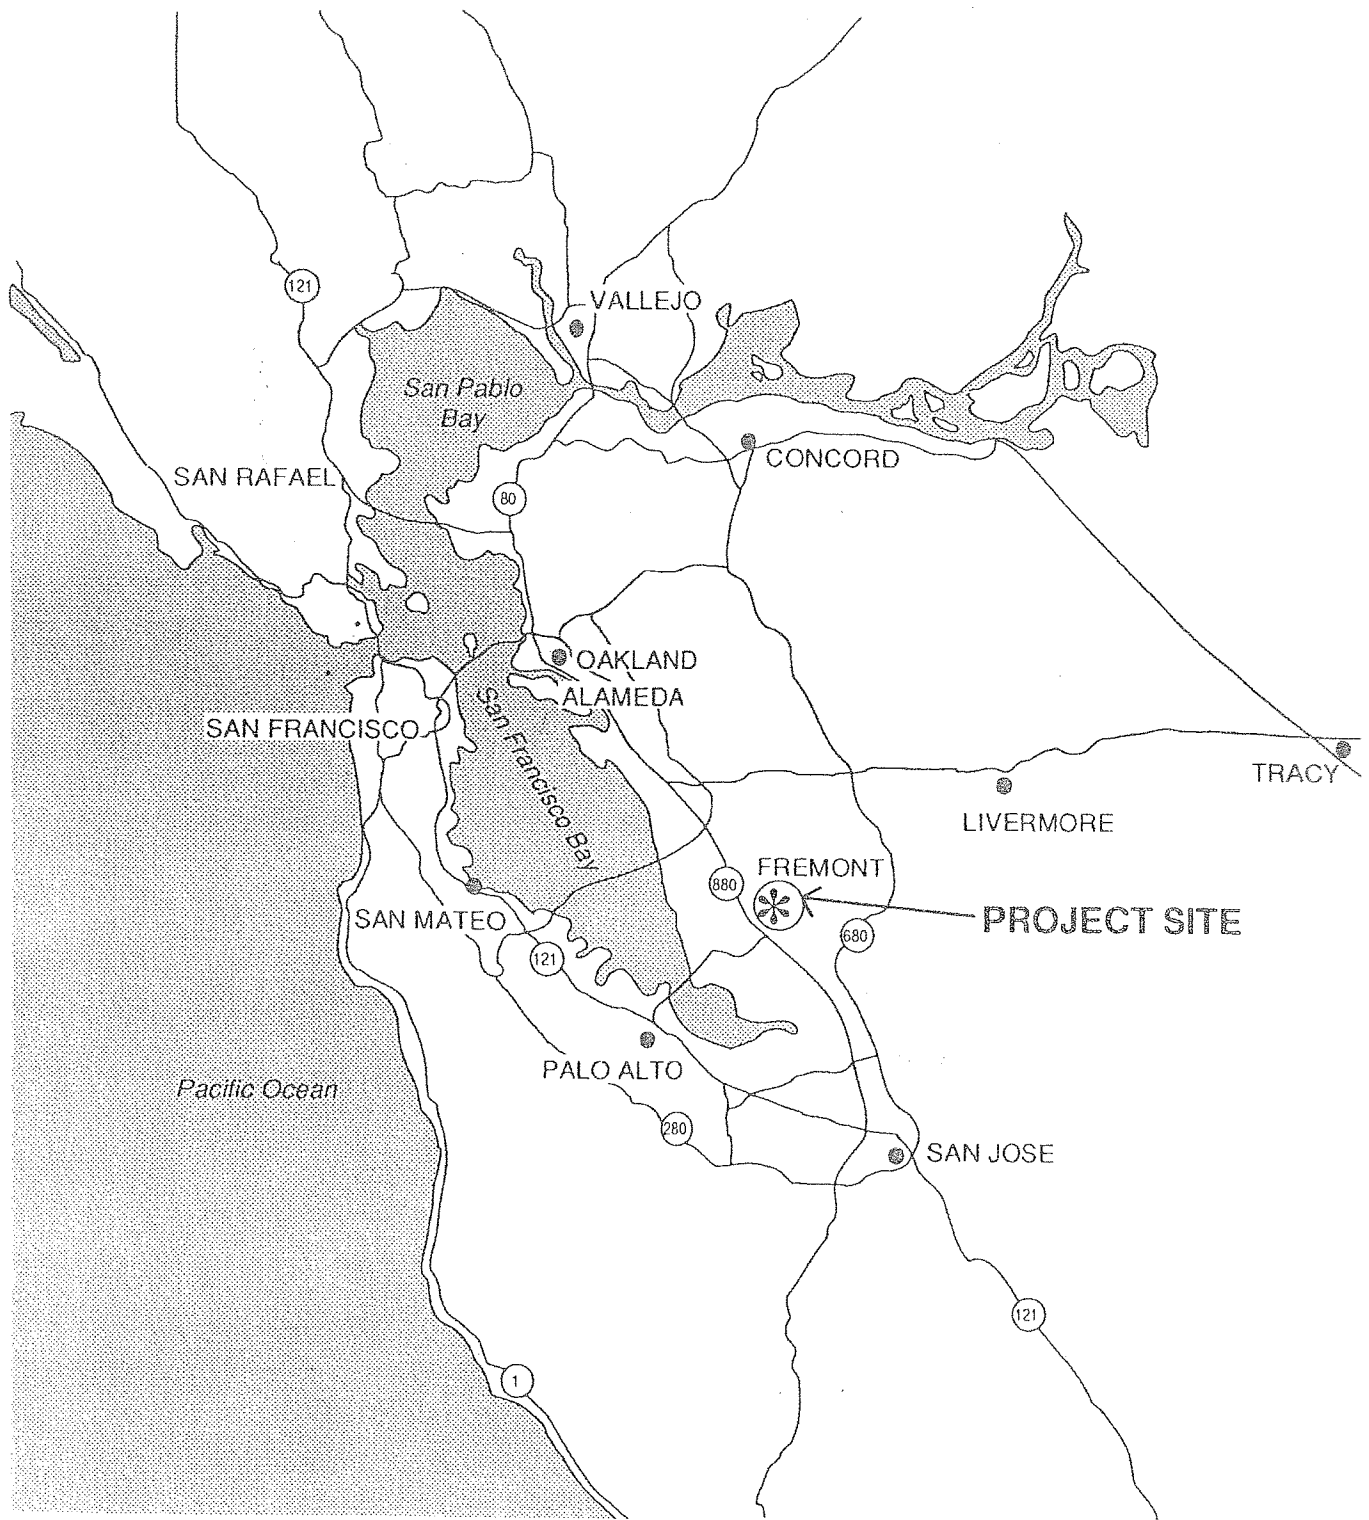 121
VALLEJO
San Pablo
Bay
CONCORD
SAN RAFAEL
80
OAKLAND
ALAMEDA
SAN FRANCISCO
San Francisco Bay
TRACY
LIVERMORE
FREMONT
880
PROJECT SITE
SAN MATEO
680
121
PALO ALTO
Pacific Ocean
280
SAN JOSE
121
1